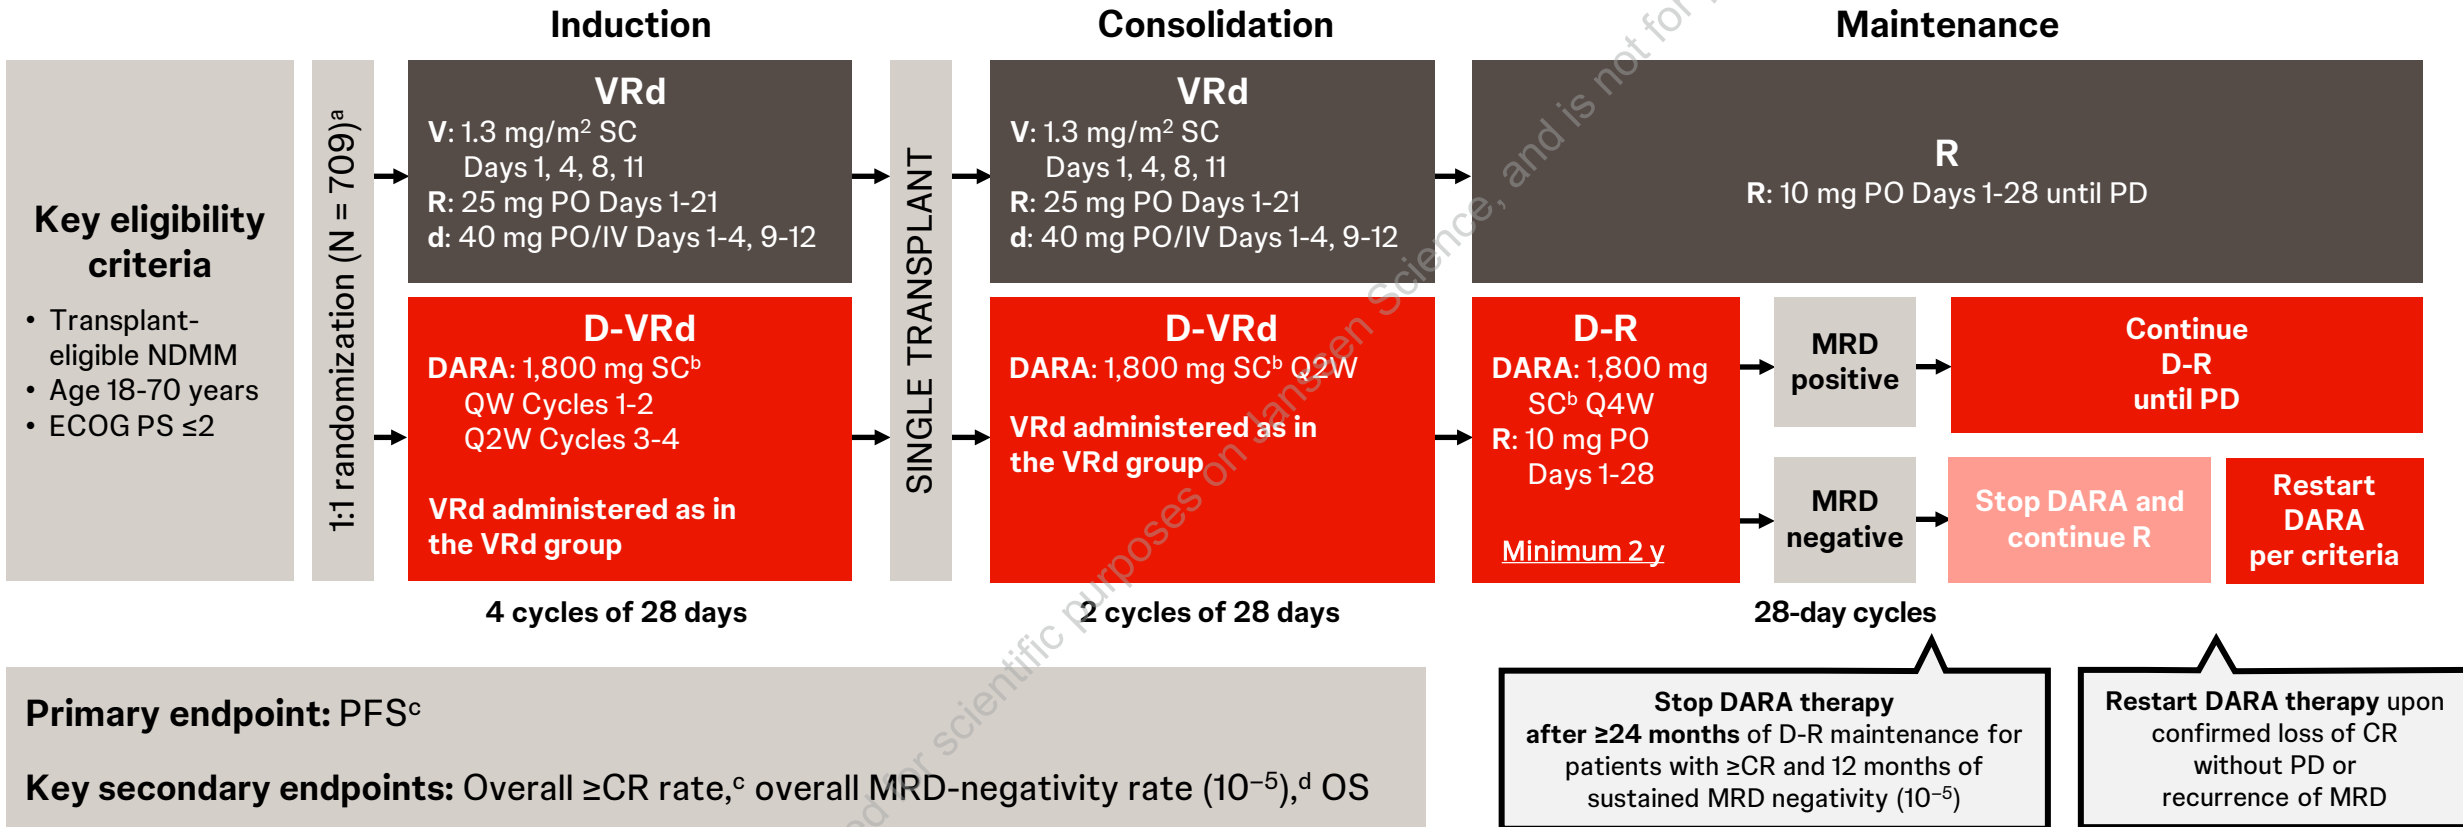 Induction
Consolidation
Maintenance
Key eligibility
criteria
• Transplant-
eligible NDMM
• Age 18-70 years
• ECOG PS ≤2
1:1 randomization (N = 709)ᵃ
VRd
V: 1.3 mg/m² SC
Days 1, 4, 8, 11
R: 25 mg PO Days 1-21
d: 40 mg PO/IV Days 1-4, 9-12
D-VRd
DARA: 1,800 mg SCᵇ
QW Cycles 1-2
Q2W Cycles 3-4
VRd administered as in
the VRd group
4 cycles of 28 days
SINGLE TRANSPLANT
VRd
V: 1.3 mg/m² SC
Days 1, 4, 8, 11
R: 25 mg PO Days 1-21
d: 40 mg PO/IV Days 1-4, 9-12
D-VRd
DARA: 1,800 mg SCᵇ Q2W
VRd administered as in
the VRd group
2 cycles of 28 days
R
R: 10 mg PO Days 1-28 until PD
D-R
DARA: 1,800 mg
SCᵇ Q4W
R: 10 mg PO
Days 1-28
Minimum 2 y
MRD
positive
Continue
D-R
until PD
MRD
negative
Stop DARA and
continue R
Restart
DARA
per criteria
28-day cycles
Primary endpoint: PFSᶜ
Key secondary endpoints: Overall ≥CR rate,ᶜ overall MRD-negativity rate (10⁻⁵),ᵈ OS
Stop DARA therapy
after ≥24 months of D-R maintenance for
patients with ≥CR and 12 months of
sustained MRD negativity (10⁻⁵)
Restart DARA therapy upon
confirmed loss of CR
without PD or
recurrence of MRD
for scientific purposes on Janssen Science, and is not for